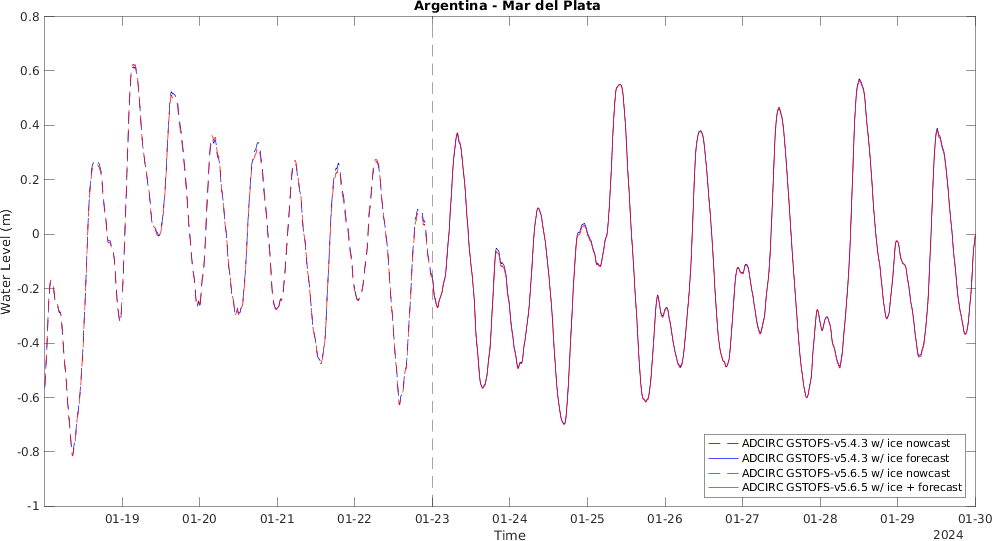 Argentina - Mar del Plata
0.8
0.6
0.4
0.2
0
-0.2
-0.4
-0.6
-0.8
-1
Water Level (m)
01-19 01-20 01-21 01-22 01-23 01-24 01-25 01-26 01-27 01-28 01-29 01-30
Time
2024
ADCIRC GSTOFS-v5.4.3 w/ ice nowcast
ADCIRC GSTOFS-v5.4.3 w/ ice forecast
ADCIRC GSTOFS-v5.6.5 w/ ice nowcast
ADCIRC GSTOFS-v5.6.5 w/ ice + forecast